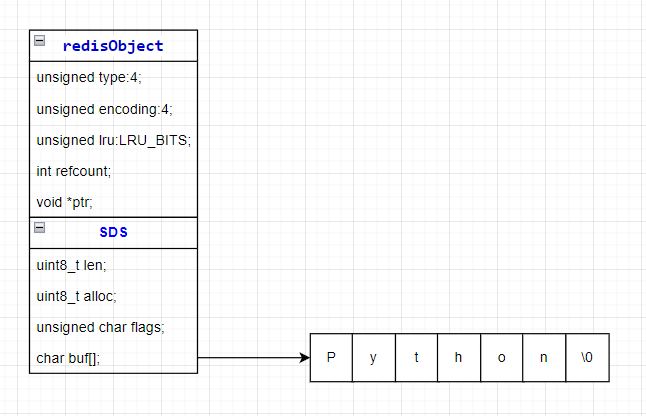 redisObject
unsigned type:4;
unsigned encoding:4;
unsigned lru:LRU_BITS;
int refcount;
void *ptr;
SDS
uint8_t len;
uint8_t alloc;
unsigned char flags;
char buf[];
P y t h o n \0